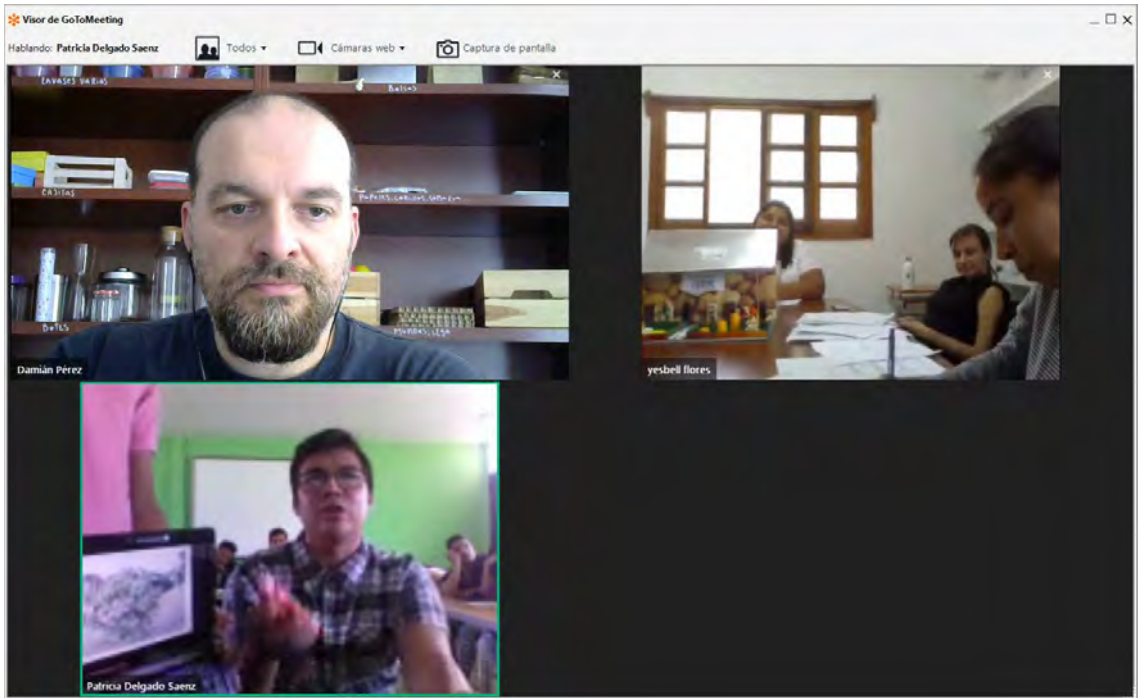 Visor de GoToMeeting
Hablando: Patricia Delgado Saenz
Todos
Cámaras web
Captura de pantalla
ENVASES VARIOS
BOLSAS
CAJITAS
BOTES
Damián Pérez
yesbell flores
Patricia Delgado Saenz